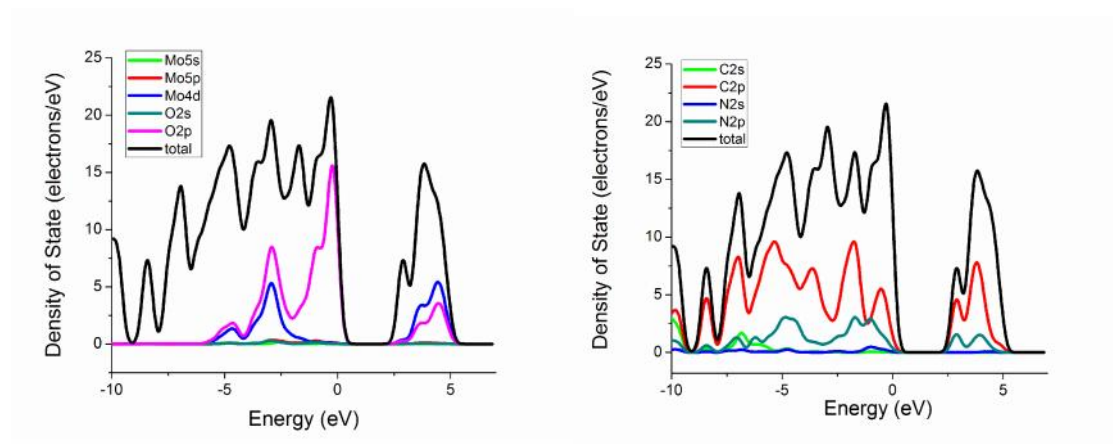 Density of State (electrons/eV)
25
20
15
10
5
0
Mo5s
Mo5p
Mo4d
O2s
O2p
total
-10
-5
0
5
Energy (eV)
Density of State (electrons/eV)
25
20
15
10
5
0
C2s
C2p
N2s
N2p
total
-10
-5
0
5
Energy (eV)